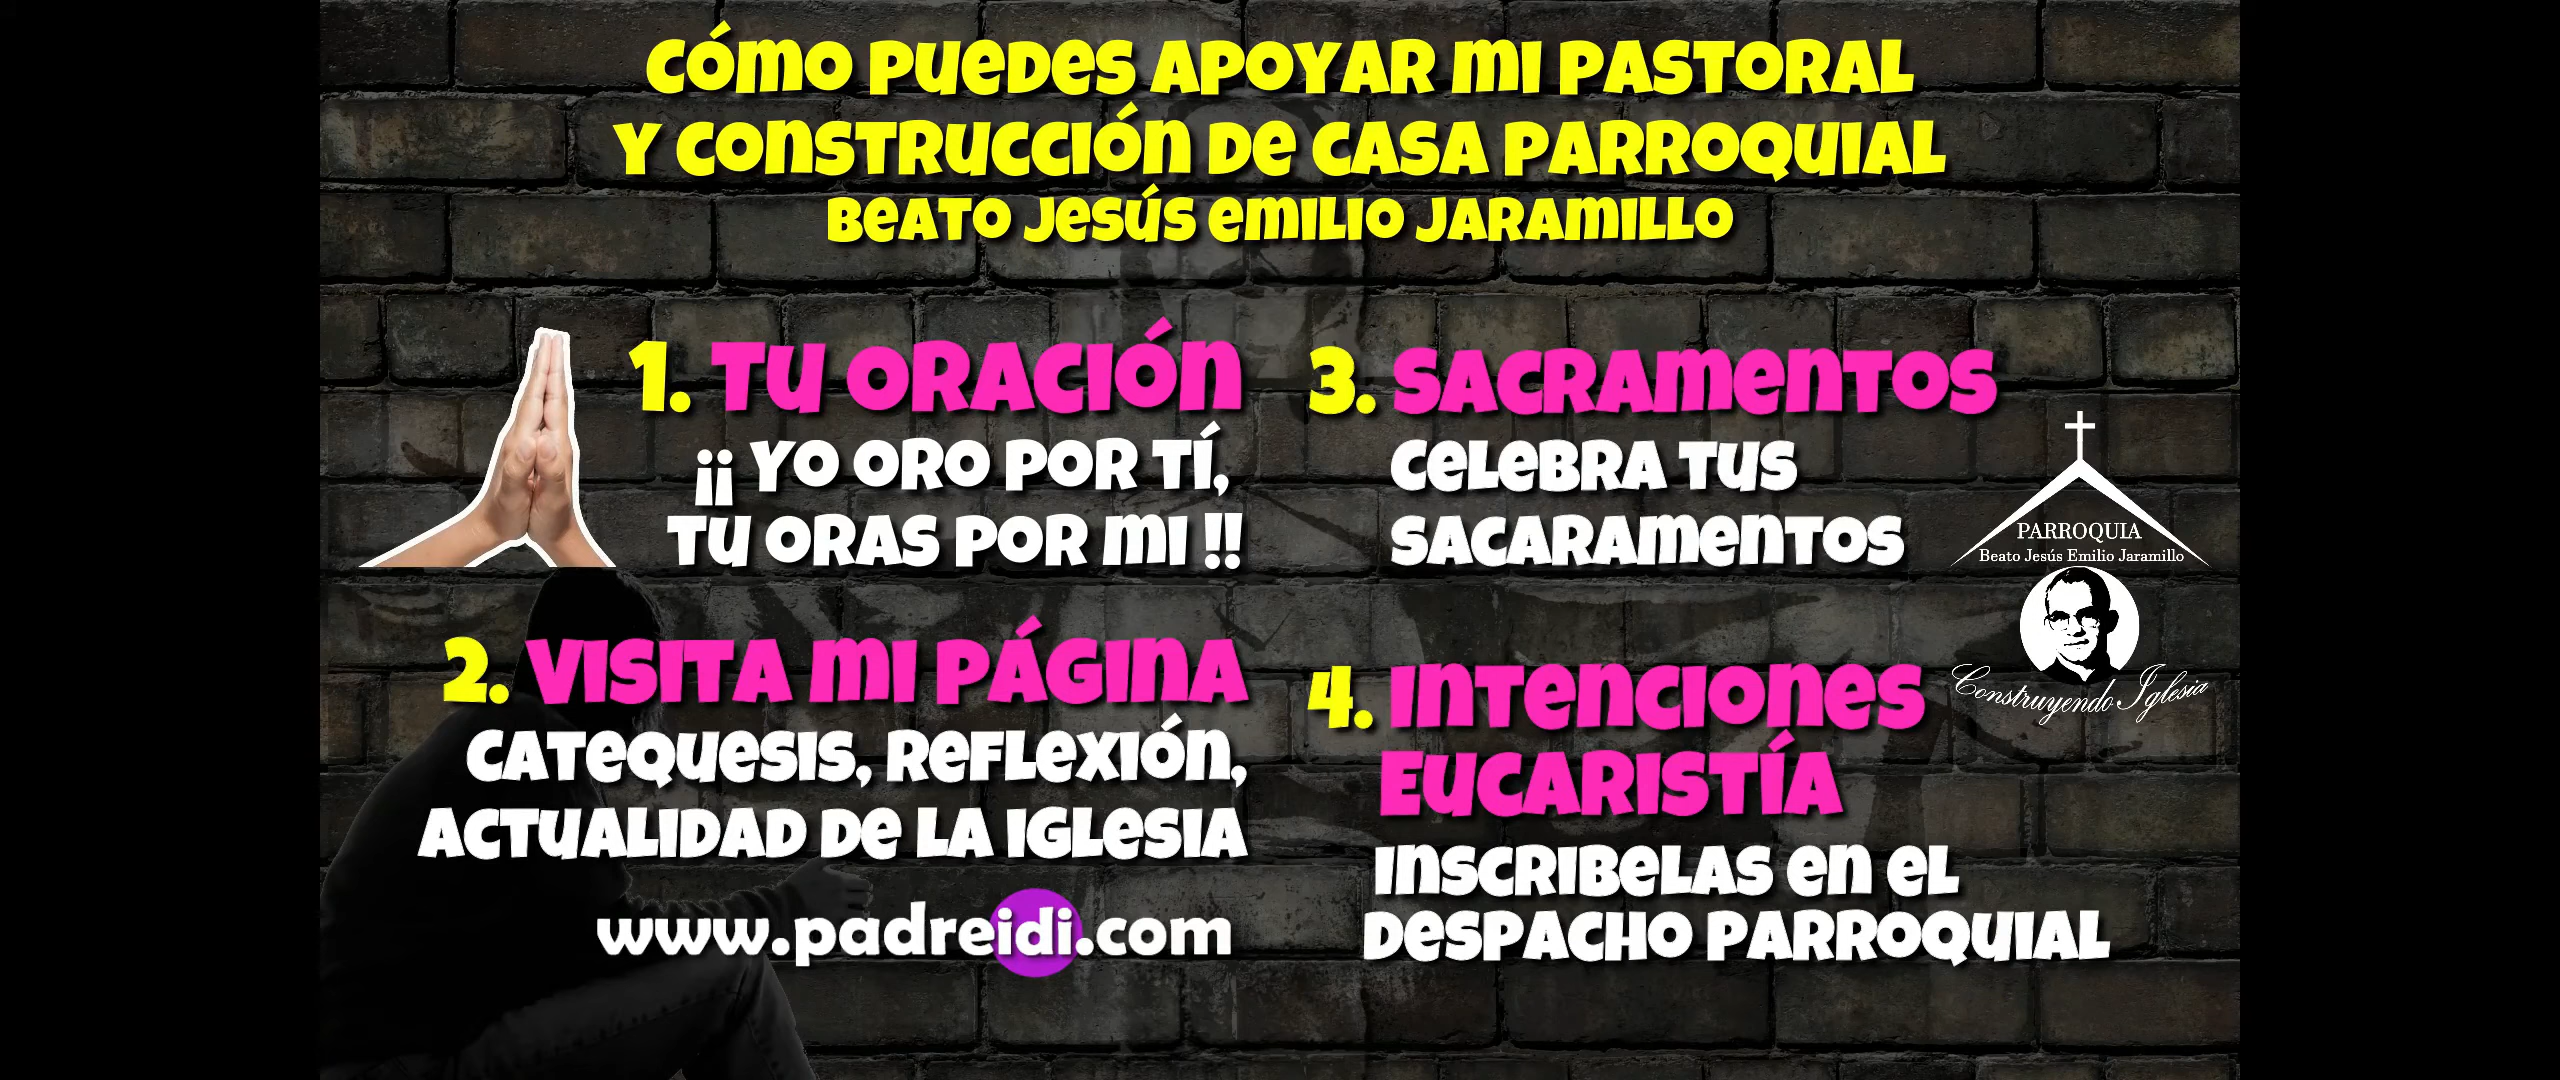 Cómo puedes apoyar mi pastoral
y construcción de casa parroquial
Beato Jesús Emilio Jaramillo
1. Tu oración
¡¡ Yo oro por tí,
tu oras por mi !!
2. Visita mi página
Catequesis, reflexión,
actualidad de la iglesia
www.padreidi.com
3. Sacramentos
Celebra tus
sacaramentos
PARROQUIA
Beato Jesús Emilio Jaramillo
Construyendo Iglesia
4. Intenciones
Eucaristía
Inscribelas en el
despacho parroquial